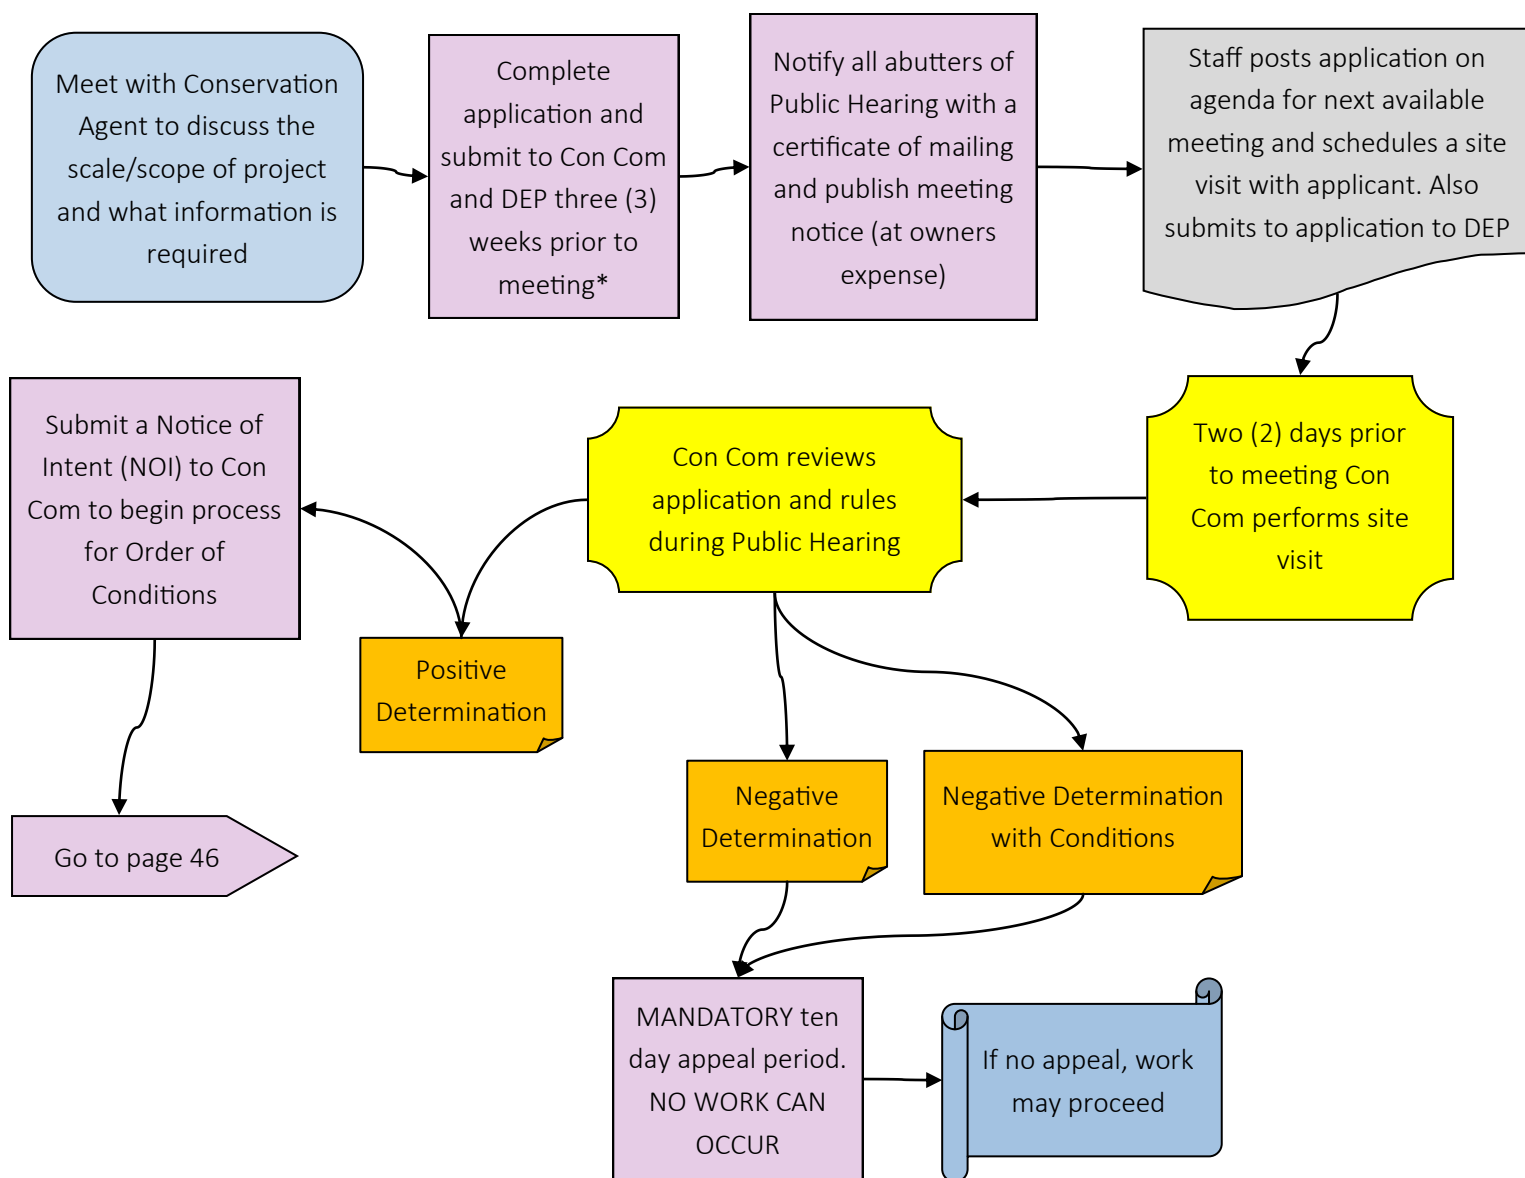 Meet with Conservation
Agent to discuss the
scale/scope of project
and what information is
required
Complete
application and
submit to Con Com
and DEP three (3)
weeks prior to
meeting*
Notify all abutters of
Public Hearing with a
certificate of mailing
and publish meeting
notice (at owners
expense)
Staff posts application on
agenda for next available
meeting and schedules a site
visit with applicant. Also
submits to application to DEP
Two (2) days prior
to meeting Con
Com performs site
visit
Con Com reviews
application and rules
during Public Hearing
Submit a Notice of
Intent (NOI) to Con
Com to begin process
for Order of
Conditions
Positive
Determination
Negative
Determination
Negative Determination
with Conditions
Go to page 46
MANDATORY ten
day appeal period.
NO WORK CAN
OCCUR
If no appeal, work
may proceed